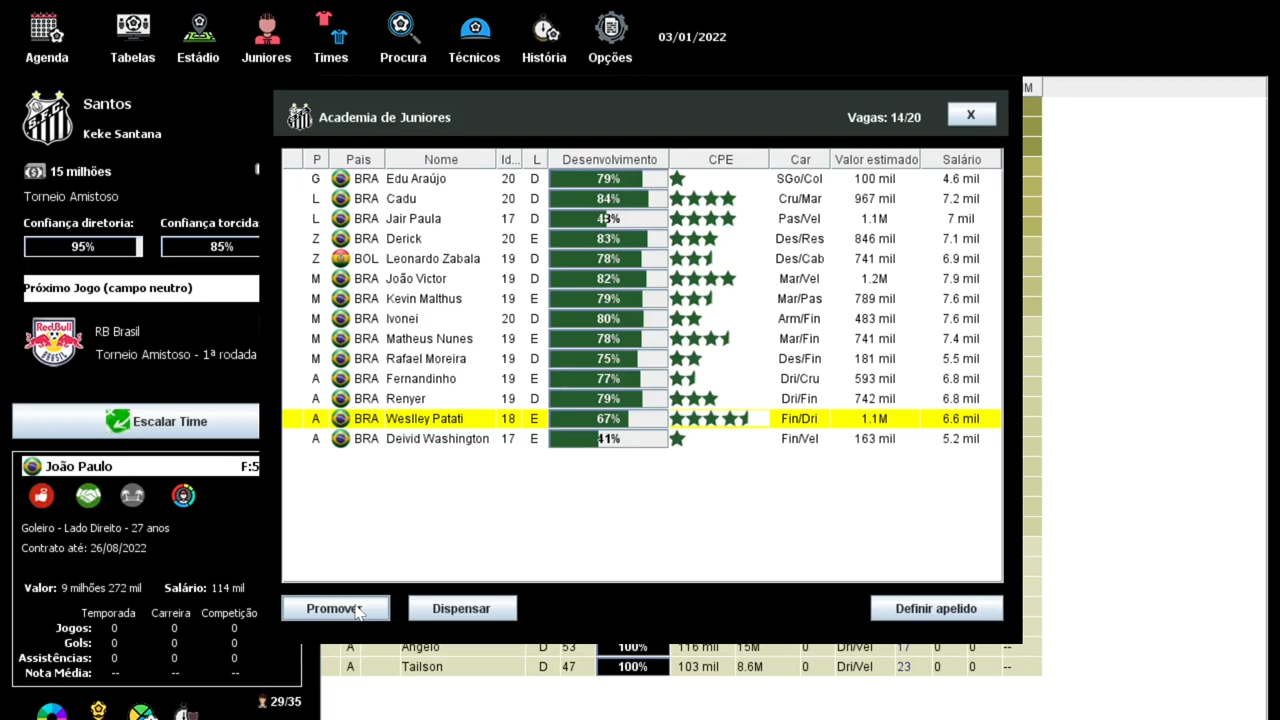 Agenda Tabelas Estádio Juniores Times Procura Técnicos História Opções 03/01/2022
Santos
Keke Santana
15 milhões
Torneio Amistoso
Confiança diretoria: Confiança torcida
95% 85%
Próximo Jogo (campo neutro)
RB Brasil
Torneio Amistoso - 1ª rodada
Escalar Time
João Paulo F:5
Goleiro - Lado Direito - 27 anos
Contrato até: 26/08/2022
Valor: 9 milhões 272 mil Salário: 114 mil
Temporada Carreira Competição
Jogos: 0 0 0
Gols: 0 0 0
Assistências: 0 0 0
Nota Média: -- -- --
29/35
Academia de Juniores Vagas: 14/20 X
M
P Pais Nome Id... L Desenvolvimento CPE Car Valor estimado Salário
G BRA Edu Araújo 20 D 79% SGo/Col 100 mil 4.6 mil
L BRA Cadu 20 D 84% Cru/Mar 967 mil 7.2 mil
L BRA Jair Paula 17 D 43% Pas/Vel 1.1M 7 mil
Z BRA Derick 20 E 83% Des/Res 846 mil 7.1 mil
Z BOL Leonardo Zabala 19 D 78% Des/Cab 741 mil 6.9 mil
M BRA João Victor 19 D 82% Mar/Vel 1.2M 7.9 mil
M BRA Kevin Malthus 19 E 79% Mar/Pas 789 mil 7.6 mil
M BRA Ivonei 20 D 80% Arm/Fin 483 mil 7.6 mil
M BRA Matheus Nunes 19 E 78% Mar/Fin 741 mil 7.4 mil
M BRA Rafael Moreira 19 D 75% Des/Fin 181 mil 5.5 mil
A BRA Fernandinho 19 E 77% Dri/Cru 593 mil 6.8 mil
A BRA Renyer 19 D 79% Dri/Fin 742 mil 6.8 mil
A BRA Weslley Patati 18 E 67% Fin/Dri 1.1M 6.6 mil
A BRA Deivid Washington 17 E 41% Fin/Vel 163 mil 5.2 mil
Promover Dispensar Definir apelido
A Ângelo D 53 100% 116 mil 15M 0 Dri/Vel 17 0 0 --
A Tailson D 47 100% 103 mil 8.6M 0 Dri/Vel 23 0 0 --